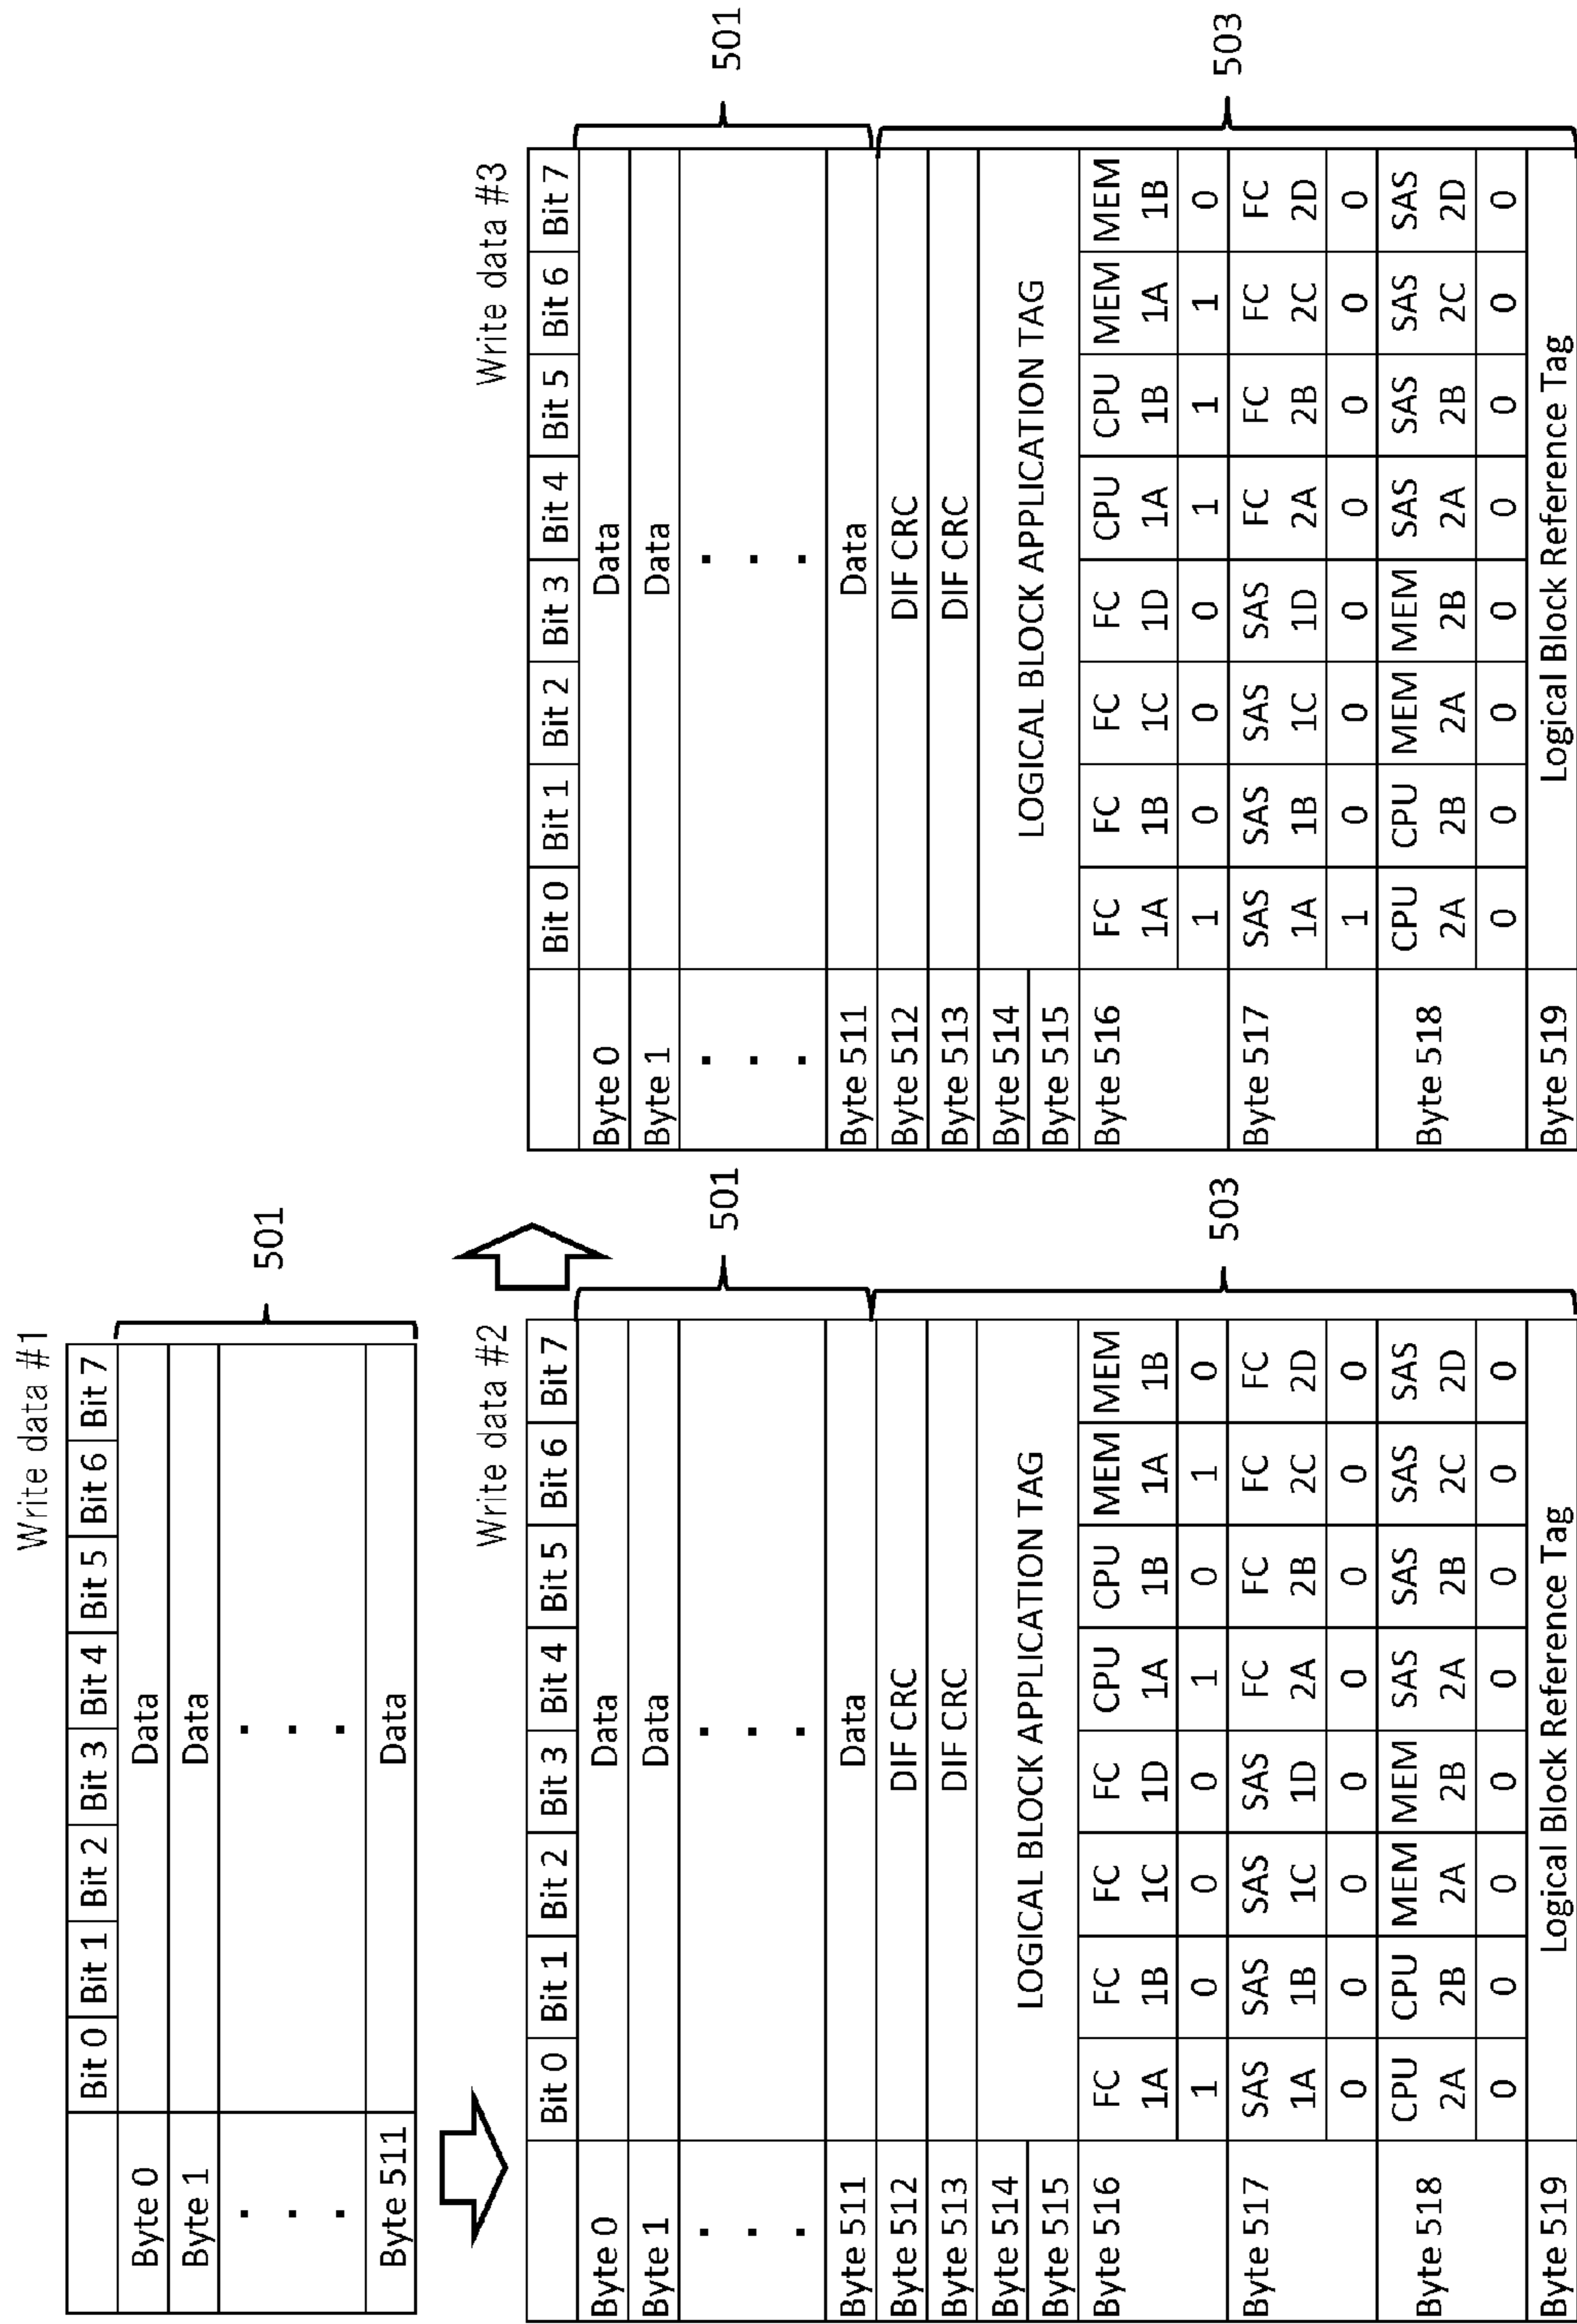 Write data #1
Bit 0 Bit 1 Bit 2 Bit 3 Bit 4 Bit 5 Bit 6 Bit 7
Byte 0 Data
Byte 1 Data
. .
. .
. .
Byte 511 Data
501
Write data #2
Bit 0 Bit 1 Bit 2 Bit 3 Bit 4 Bit 5 Bit 6 Bit 7
Byte 0 Data
Byte 1 Data
. .
. .
. .
Byte 511 Data
501
Byte 512 DIF CRC
Byte 513 DIF CRC
Byte 514
LOGICAL BLOCK APPLICATION TAG
Byte 515
Byte 516 FC FC FC FC CPU CPU MEM MEM
1A 1B 1C 1D 1A 1B 1A 1B
1 0 0 0 1 0 1 0
503
Byte 517 SAS SAS SAS SAS FC FC FC FC
1A 1B 1C 1D 2A 2B 2C 2D
0 0 0 0 0 0 0 0
CPU CPU MEM MEM SAS SAS SAS SAS
Byte 518 2A 2B 2A 2B 2A 2B 2C 2D
0 0 0 0 0 0 0 0
Byte 519 Logical Block Reference Tag
Write data #3
Bit 0 Bit 1 Bit 2 Bit 3 Bit 4 Bit 5 Bit 6 Bit 7
Byte 0 Data
Byte 1 Data
. .
. .
. .
Byte 511 Data
501
Byte 512 DIF CRC
Byte 513 DIF CRC
Byte 514
LOGICAL BLOCK APPLICATION TAG
Byte 515
Byte 516 FC FC FC FC CPU CPU MEM MEM
1A 1B 1C 1D 1A 1B 1A 1B
1 0 0 0 1 1 1 0
503
Byte 517 SAS SAS SAS SAS FC FC FC FC
1A 1B 1C 1D 2A 2B 2C 2D
1 0 0 0 0 0 0 0
CPU CPU MEM MEM SAS SAS SAS SAS
Byte 518 2A 2B 2A 2B 2A 2B 2C 2D
0 0 0 0 0 0 0 0
Byte 519 Logical Block Reference Tag